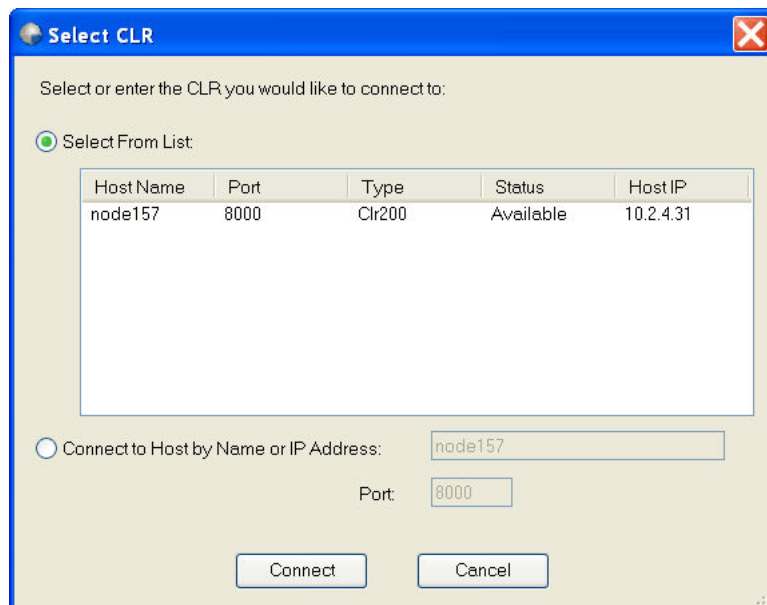 Select CLR
Select or enter the CLR you would like to connect to:
Select From List:
Host Name Port Type Status Host IP
node157 8000 Clr200 Available 10.2.4.31
Connect to Host by Name or IP Address: node157
Port: 8000
Connect Cancel